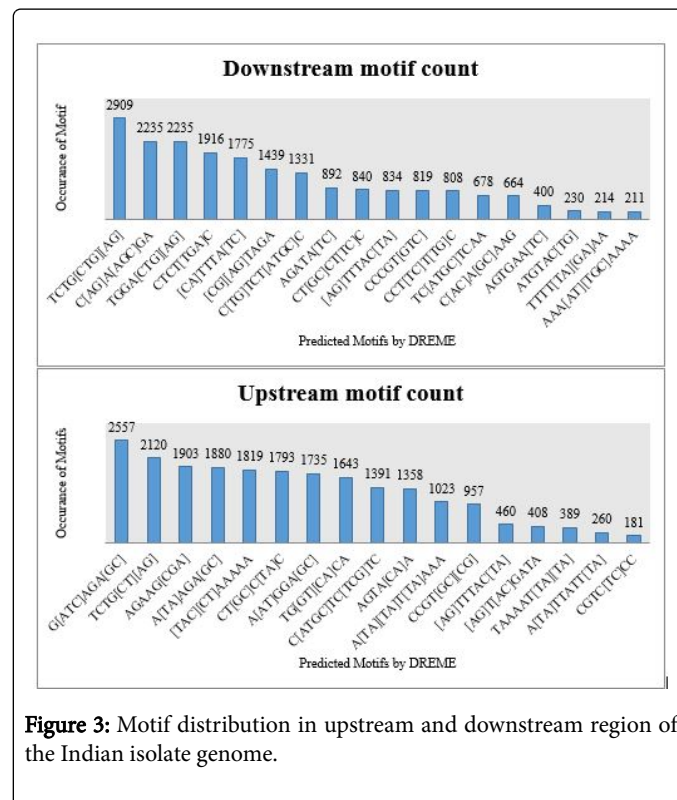 Downstream motif count
Occurance of Motif
2909 2235 2235 1916 1775 1439 1331 892 840 834 819 808 678 664 400 230 214 211
TCTG[CTG][AG]
C[AG]A[AGC]GA
TGGA[CTG][AG]
CTCT[TGA]C
[CA]TTTA[TC]
[CG][AG]TAGA
C[TG]TCT[ATGC]C
AGATA[TC]
CT[GC]CT[TC]C
[AG]TTTAC[TA]
CCCGT[GTC]
CCT[TC]T[TG]C
TC[ATGC]TCAA
C[AC]A[GC]AAG
AGTGAA[TC]
ATGTAC[TG]
TTTT[TA][GA]AA
AAA[AT][TGC]AAAA
Predicted Motifs by DREME
Upstream motif count
Occurance of Motifs
2557 2120 1903 1880 1819 1793 1735 1643 1391 1358 1023 957 460 408 389 260 181
G[ATC]AGA[GC]
TCTG[CT][AG]
AGAAG[CGA]
A[TA]AGA[GC]
[TAC][CT]AAAAA
CT[GC]C[TA]C
A[AT]GGA[GC]
TG[GT][CA]CA
C[ATGC]TC[TCG]TC
AGTA[CA]A
A[TA][TA]T[TA]AAA
CCGT[GC][CG]
[AG]TTTAC[TA]
[AG]T[AC]GATA
TAAAAT[TA][TA]
A[TA]TTATT[TA]
CGTC[TC]CC
Predicted Motifs by DREME
Figure 3: Motif distribution in upstream and downstream region of
the Indian isolate genome.